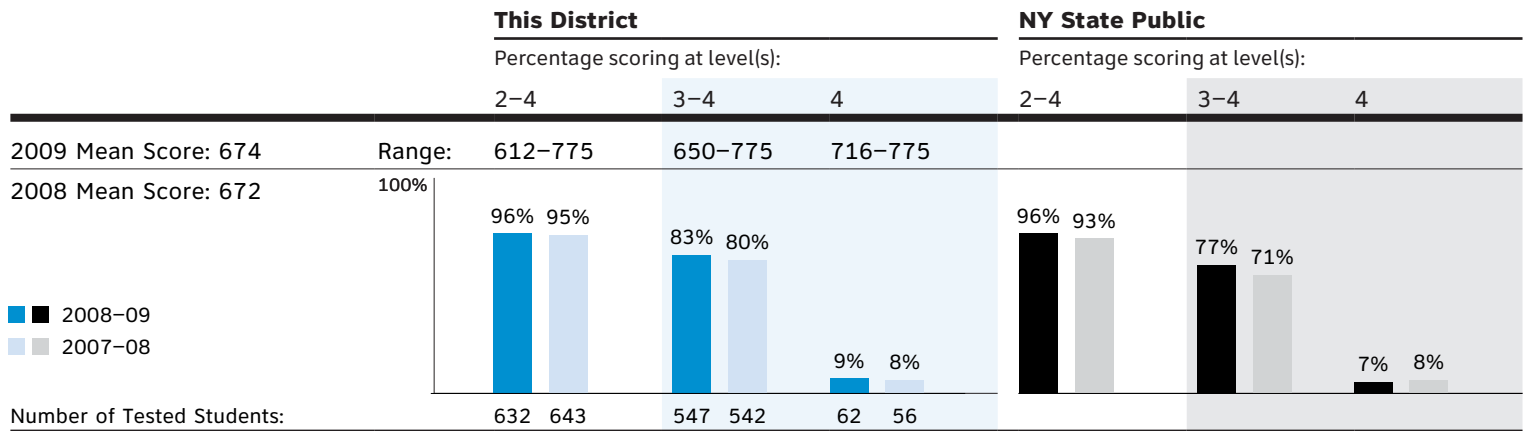 This District NY State Public
Percentage scoring at level(s): Percentage scoring at level(s):
2–4 3–4 4 2–4 3–4 4
2009 Mean Score: 674 Range: 612–775 650–775 716–775
2008 Mean Score: 672 100%
96% 95% 83% 80% 9% 8% 96% 93% 77% 71% 7% 8%
2008–09
2007–08
Number of Tested Students: 632 643 547 542 62 56